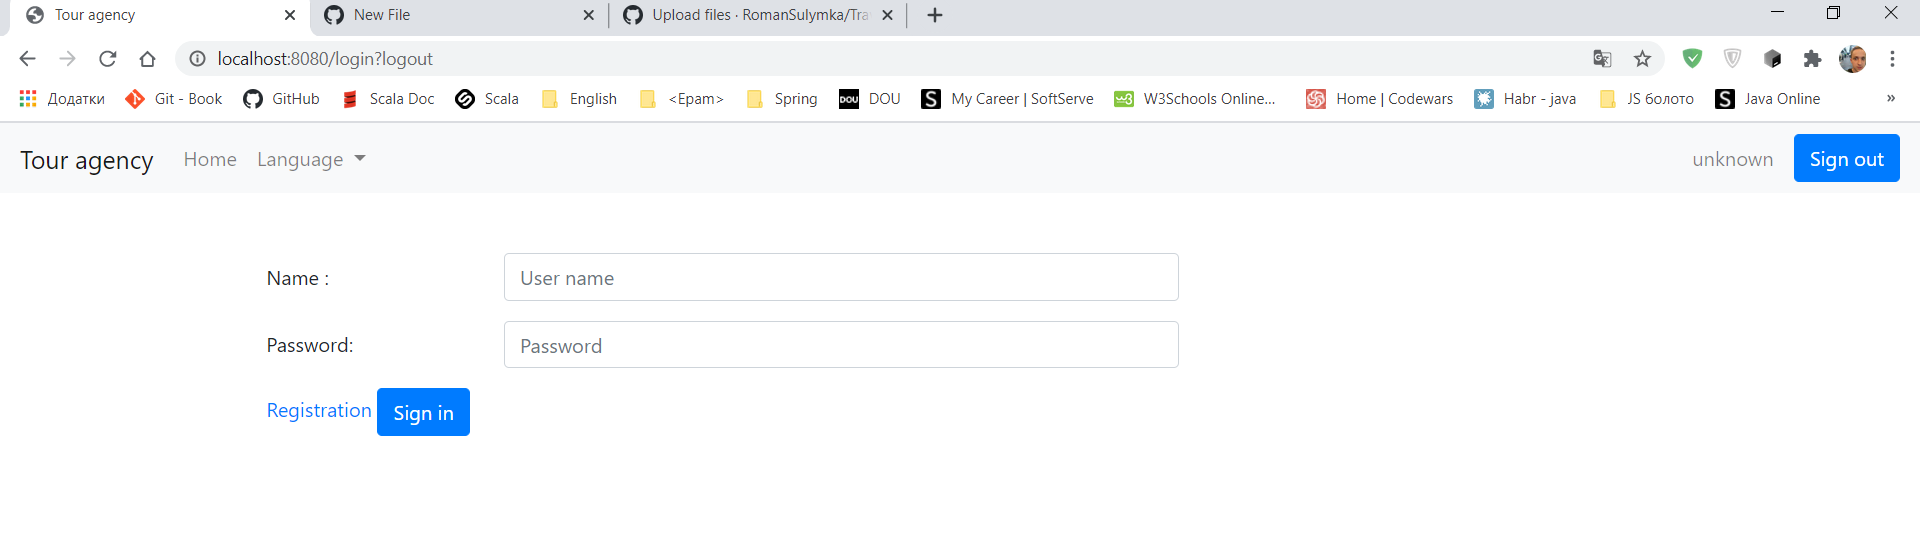 Tour agency
New File
Upload files · RomanSulymka/Tra
localhost:8080/login?logout
Додатки Git - Book GitHub Scala Doc Scala English <Epam> Spring DOU DOU My Career | SoftServe W3Schools Online... Home | Codewars Habr - java JS болото Java Online »
Tour agency Home Language unknown Sign out
Name : User name
Password: Password
Registration Sign in